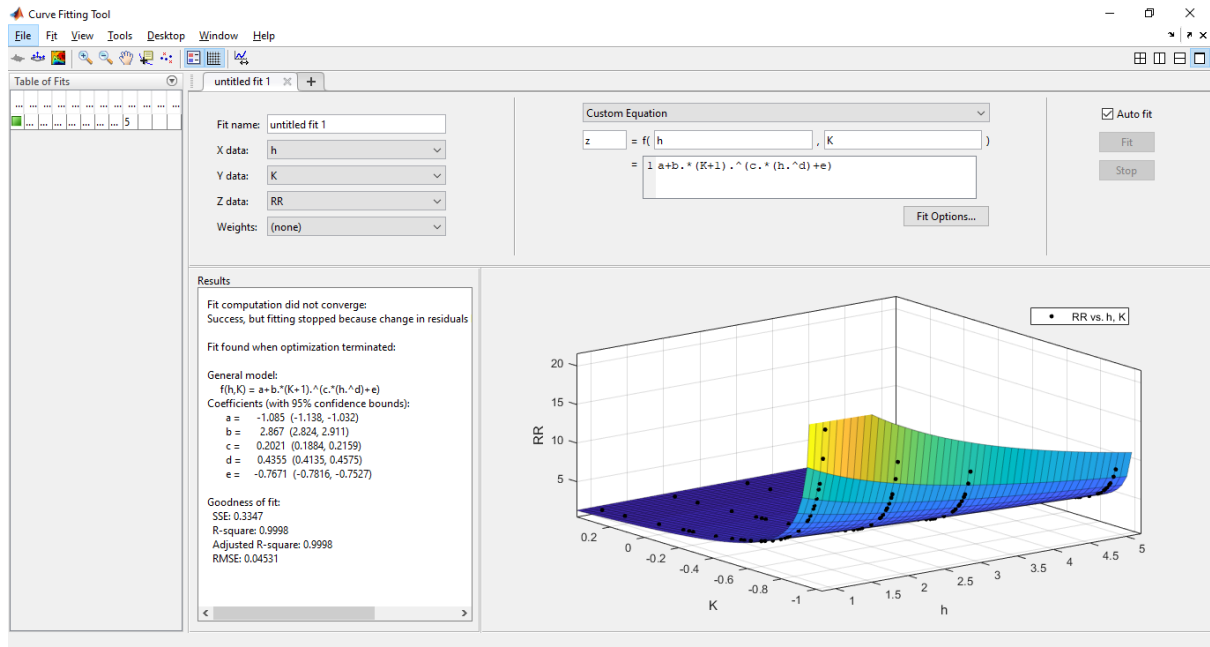 Curve Fitting Tool
File Fit View Tools Desktop Window Help
Table of Fits
... ... ... ... ... ... ... ... ... ... ... ...
... ... ... ... ... ... ... 5
untitled fit 1
Fit name: untitled fit 1
X data: h
Y data: K
Z data: RR
Weights: (none)
Custom Equation
z = f( h , K )
= 1 a+b.*(K+1).^(c.*(h.^d)+e)
Fit Options...
Auto fit
Fit
Stop
Results
Fit computation did not converge:
Success, but fitting stopped because change in residuals
Fit found when optimization terminated:
General model:
f(h,K) = a+b.*(K+1).^(c.*(h.^d)+e)
Coefficients (with 95% confidence bounds):
a = -1.085 (-1.138, -1.032)
b = 2.867 (2.824, 2.911)
c = 0.2021 (0.1884, 0.2159)
d = 0.4355 (0.4135, 0.4575)
e = -0.7671 (-0.7816, -0.7527)
Goodness of fit:
SSE: 0.3347
R-square: 0.9998
Adjusted R-square: 0.9998
RMSE: 0.04531
RR vs. h, K
RR
20
15
10
5
0.2
0
-0.2
-0.4
-0.6
-0.8
-1
K
1
1.5
2
2.5
3
3.5
4
4.5
5
h